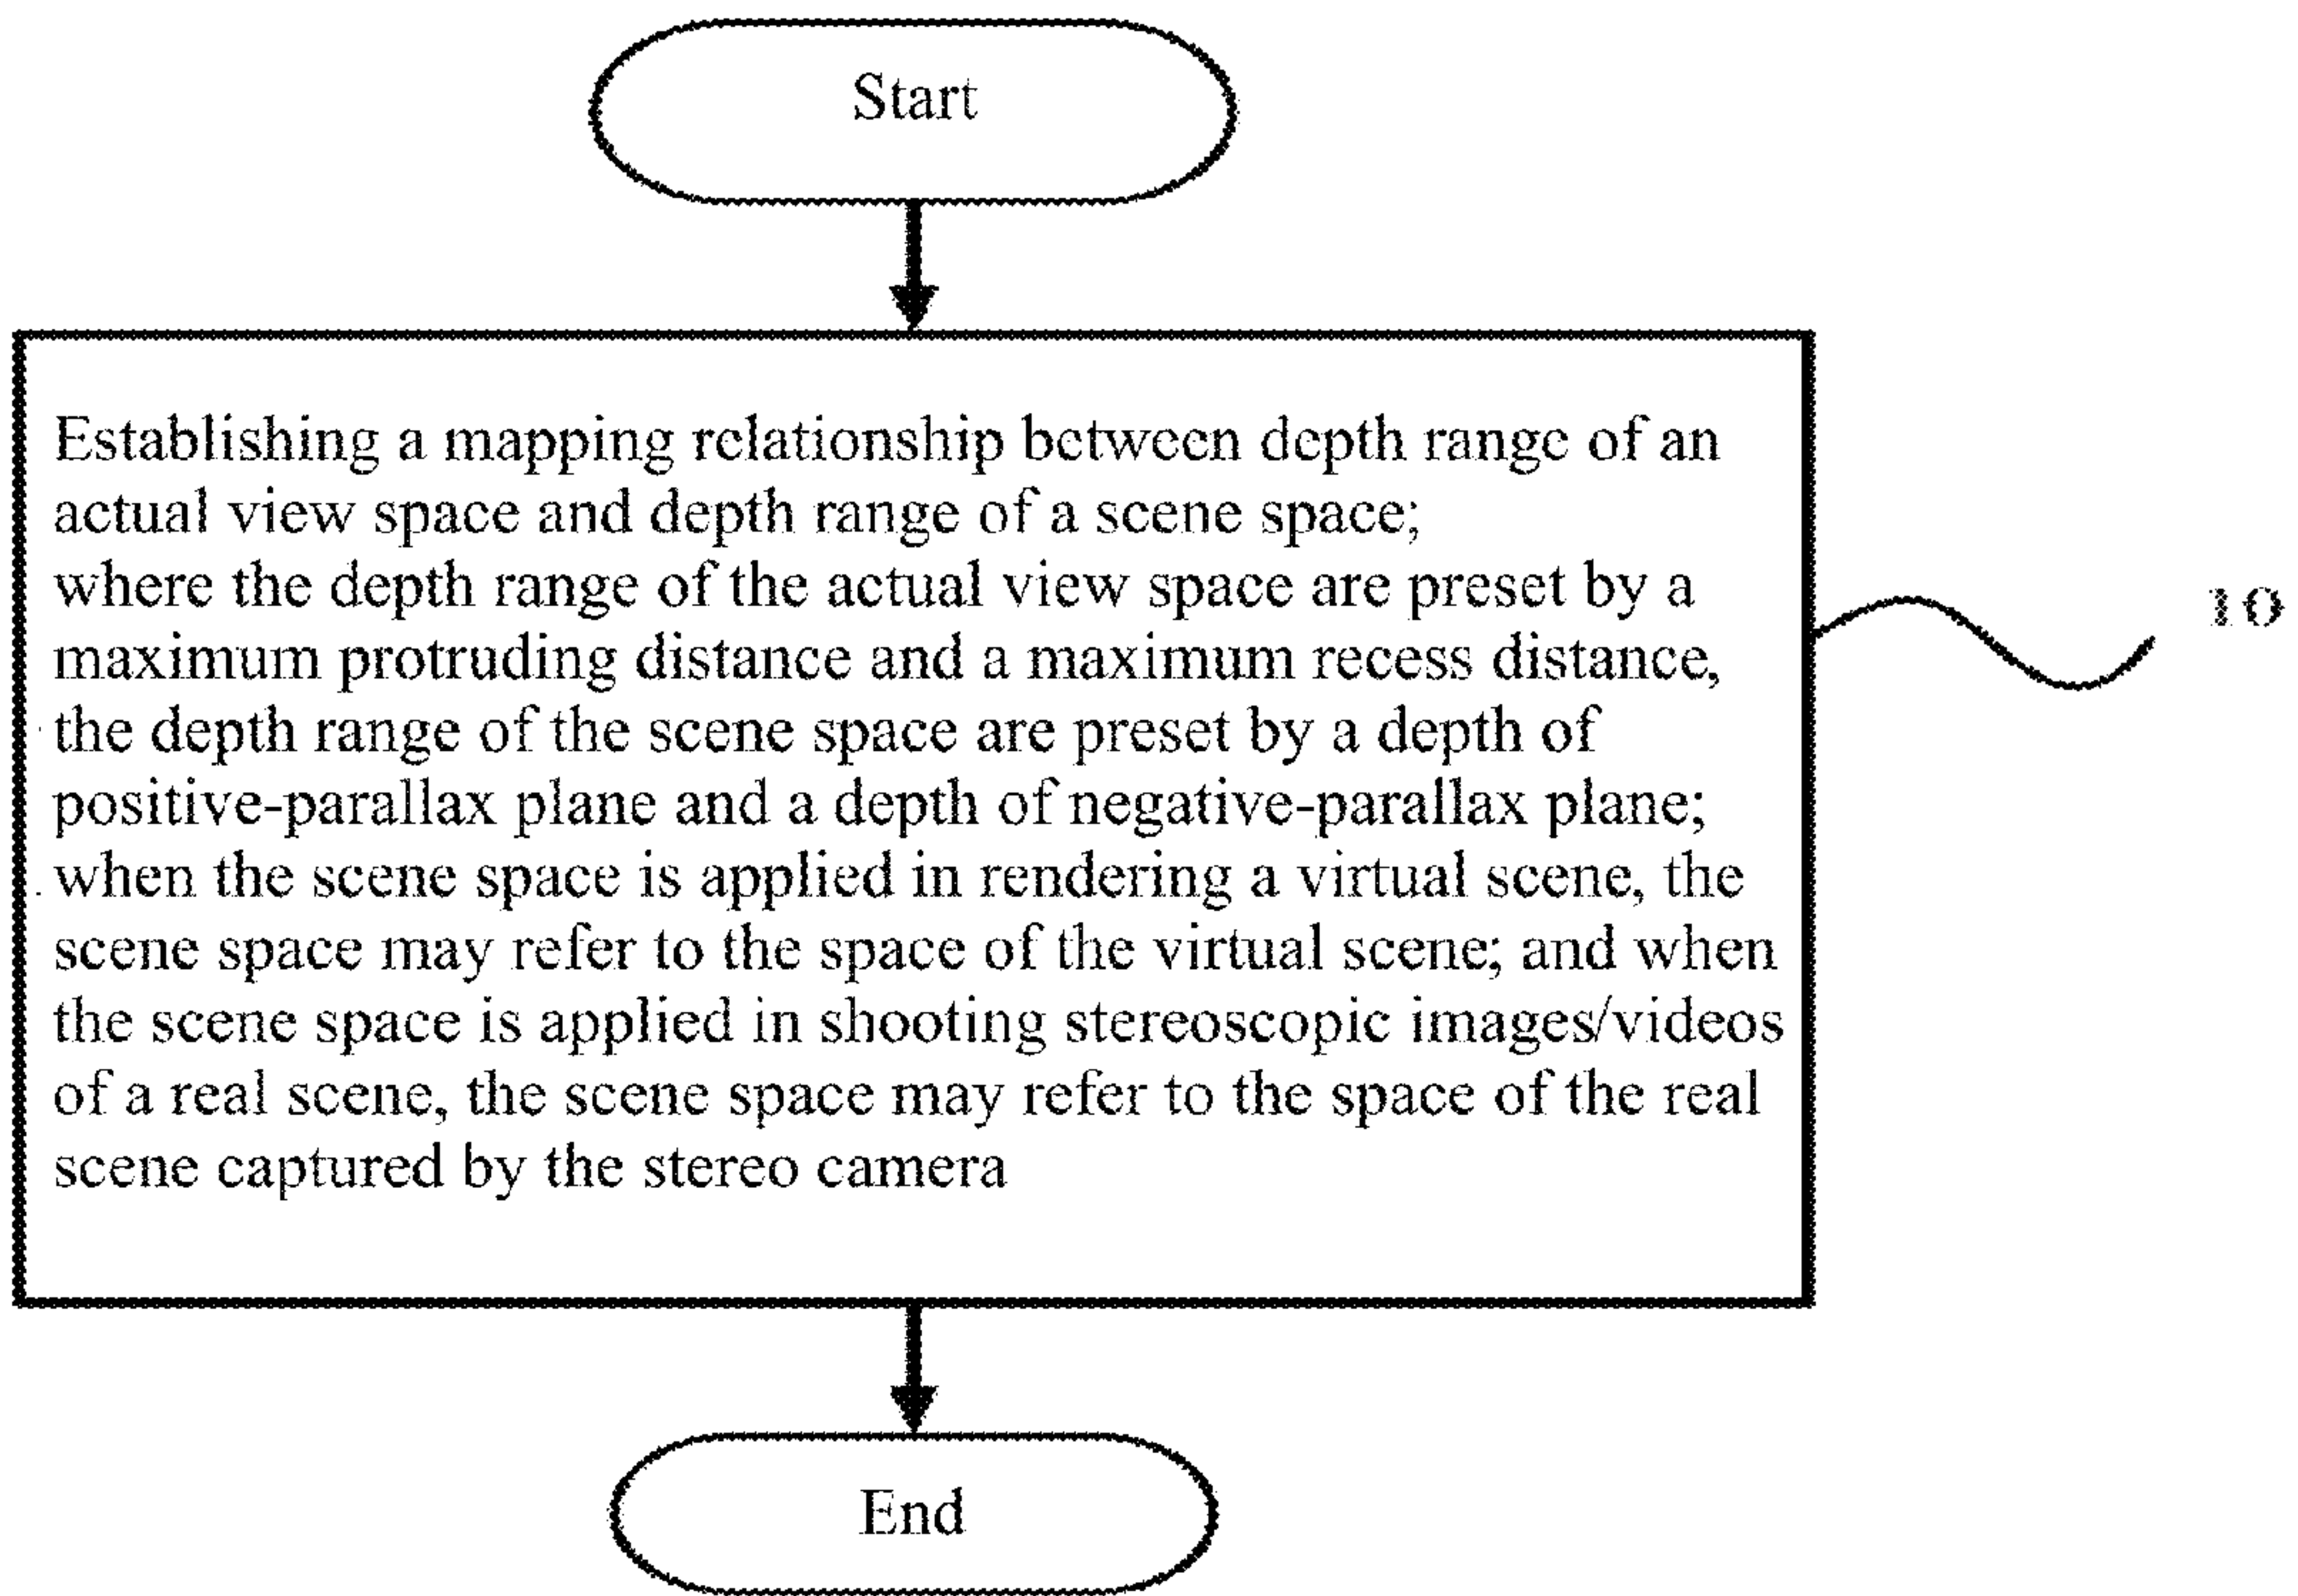 Start
Establishing a mapping relationship between depth range of an
actual view space and depth range of a scene space;
where the depth range of the actual view space are preset by a
maximum protruding distance and a maximum recess distance,
the depth range of the scene space are preset by a depth of
positive-parallax plane and a depth of negative-parallax plane;
when the scene space is applied in rendering a virtual scene, the
scene space may refer to the space of the virtual scene; and when
the scene space is applied in shooting stereoscopic images/videos
of a real scene, the scene space may refer to the space of the real
scene captured by the stereo camera
10
End